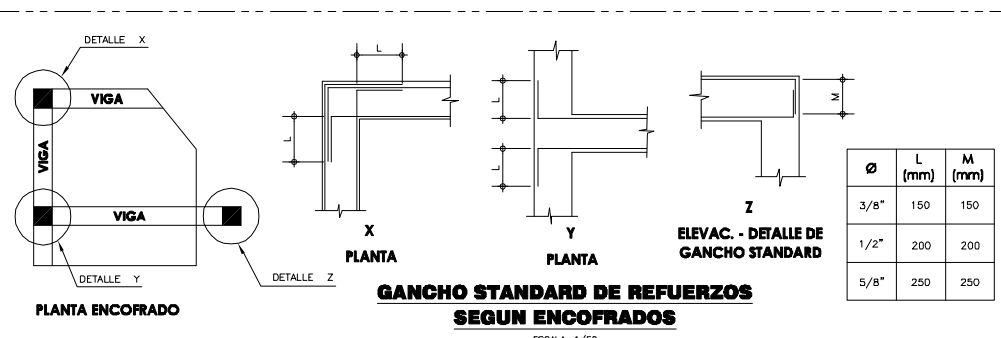 DETALLE X
VIGA
VIGA
VIGA
DETALLE Y
DETALLE Z
PLANTA ENCOFRADO
L
L
X
PLANTA
L
L
Y
PLANTA
M
Z
ELEVAC. - DETALLE DE
GANCHO STANDARD
Ø L (mm) M (mm)
3/8" 150 150
1/2" 200 200
5/8" 250 250
GANCHO STANDARD DE REFUERZOS
SEGUN ENCOFRADOS